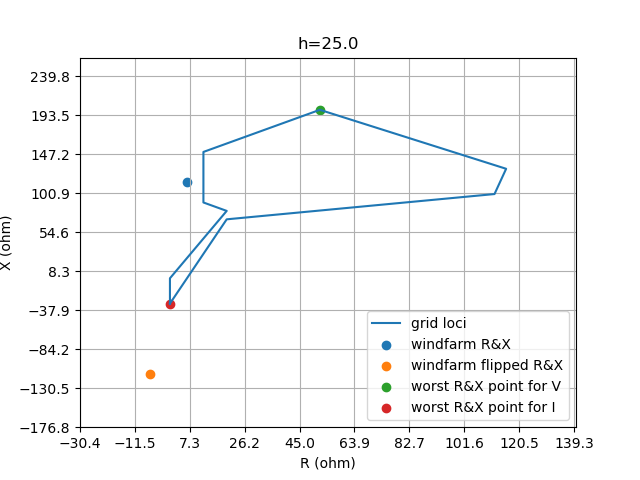 h=25.0
239.8
193.5
147.2
100.9
54.6
8.3
−37.9
−84.2
−130.5
−176.8
X (ohm)
grid loci
windfarm R&X
windfarm flipped R&X
worst R&X point for V
worst R&X point for I
−30.4 −11.5 7.3 26.2 45.0 63.9 82.7 101.6 120.5 139.3
R (ohm)